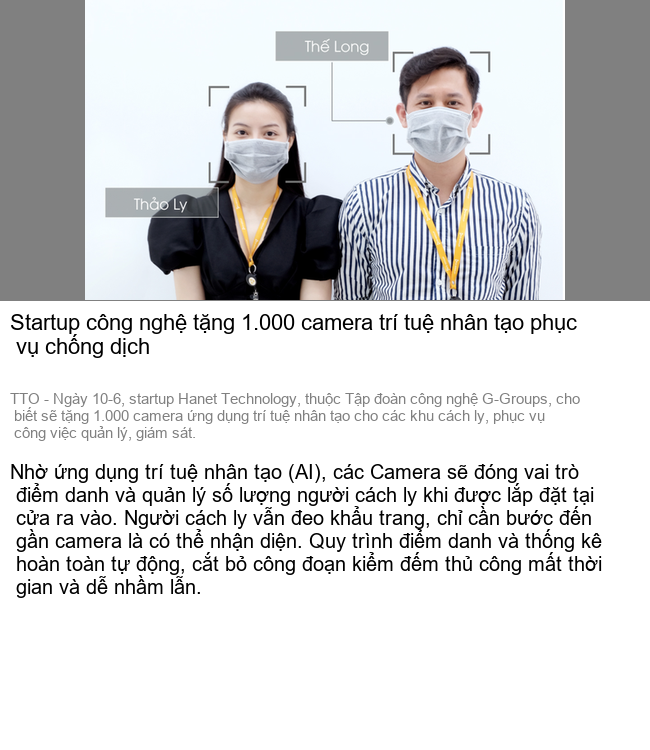 Thế Long
Thảo Ly
Startup công nghệ tặng 1.000 camera trí tuệ nhân tạo phục
vụ chống dịch
TTO - Ngày 10-6, startup Hanet Technology, thuộc Tập đoàn công nghệ G-Groups, cho
biết sẽ tặng 1.000 camera ứng dụng trí tuệ nhân tạo cho các khu cách ly, phục vụ
công việc quản lý, giám sát.
Nhờ ứng dụng trí tuệ nhân tạo (AI), các Camera sẽ đóng vai trò
điểm danh và quản lý số lượng người cách ly khi được lắp đặt tại
cửa ra vào. Người cách ly vẫn đeo khẩu trang, chỉ cần bước đến
gần camera là có thể nhận diện. Quy trình điểm danh và thống kê
hoàn toàn tự động, cắt bỏ công đoạn kiểm đếm thủ công mất thời
gian và dễ nhầm lẫn.